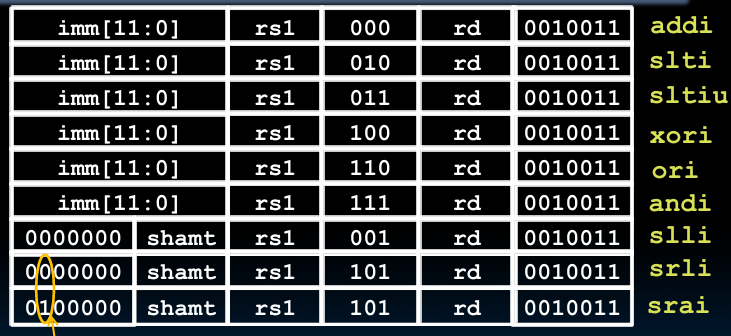 imm[11:0] rs1 000 rd 0010011 addi
imm[11:0] rs1 010 rd 0010011 slti
imm[11:0] rs1 011 rd 0010011 sltiu
imm[11:0] rs1 100 rd 0010011 xori
imm[11:0] rs1 110 rd 0010011 ori
imm[11:0] rs1 111 rd 0010011 andi
0000000 shamt rs1 001 rd 0010011 slli
0000000 shamt rs1 101 rd 0010011 srli
0100000 shamt rs1 101 rd 0010011 srai